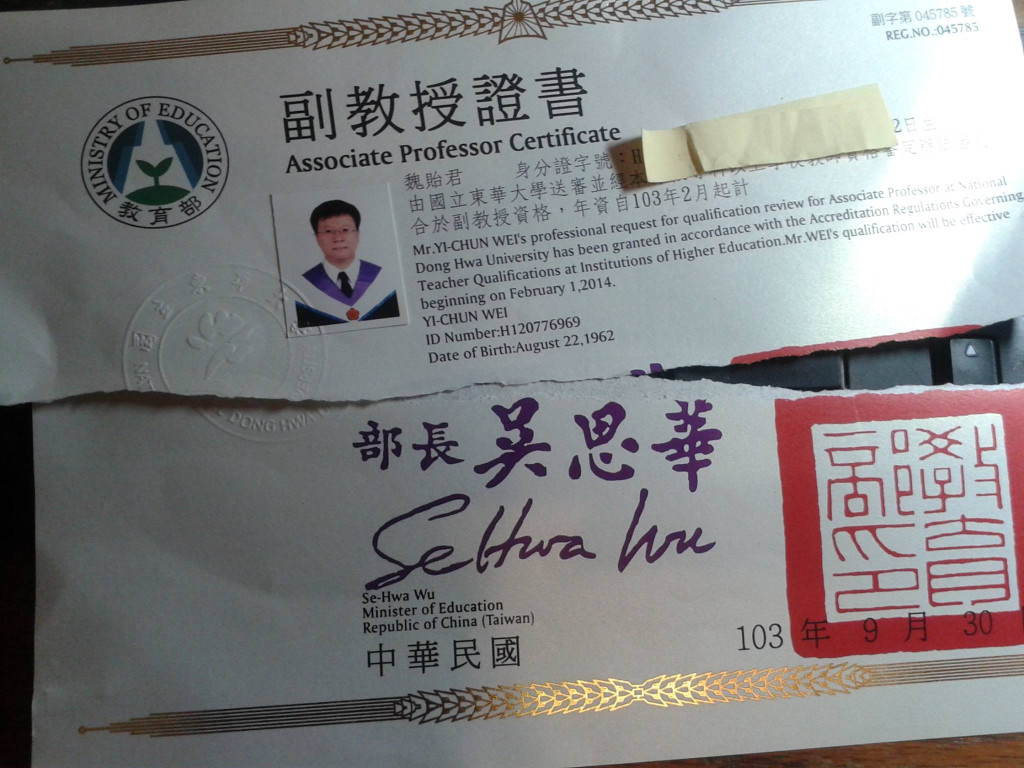 副字第 045785 號
REG.NO.:045785
MINISTRY OF EDUCATION
教育部
副教授證書
Associate Professor Certificate
魏貽君 身分證字號：H 2日生
由國立東華大學送審並經本
合於副教授資格，年資自103年2月起計
Mr.YI-CHUN WEI's professional request for qualification review for Associate Professor at National
Dong Hwa University has been granted in accordance with the Accreditation Regulations Governing
Teacher Qualifications at Institutions of Higher Education.Mr.WEI's qualification will be effective
beginning on February 1,2014.
YI-CHUN WEI
ID Number:H120776969
Date of Birth:August 22,1962
DONG HWA
部長 吳思華
SeHwa Wu
Se-Hwa Wu
Minister of Education
Republic of China (Taiwan)
中華民國 103 年 9 月 30